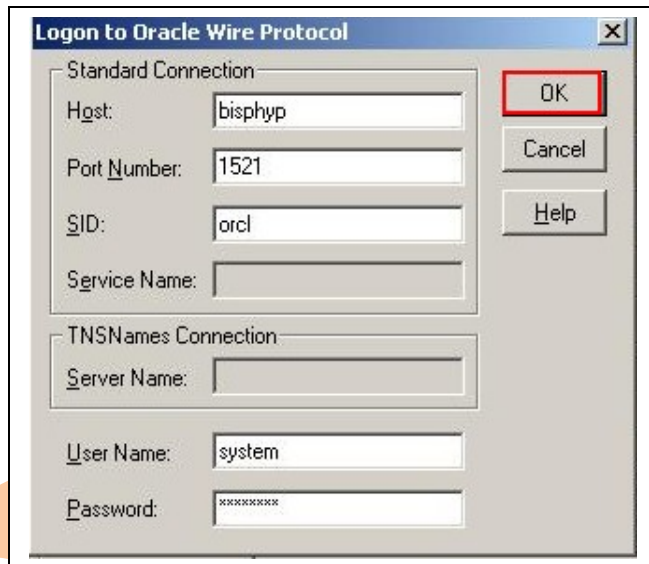 Logon to Oracle Wire Protocol
Standard Connection
Host: bisphyp
Port Number: 1521
SID: orcl
Service Name:
TNSNames Connection
Server Name:
User Name: system
Password: ********
OK
Cancel
Help